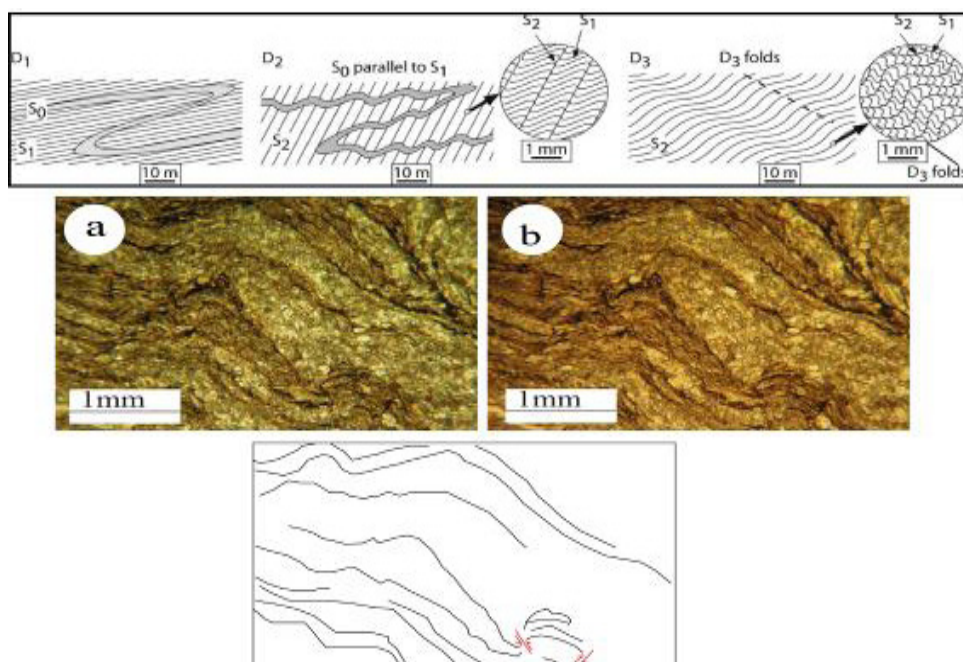 D1
S0
S1
10 m
D2
S0 parallel to S1
S2
10 m
S2 S1
1 mm
D3
D3 folds
S2
10 m
S2 S1
1 mm
D3 folds
a
1mm
b
1mm